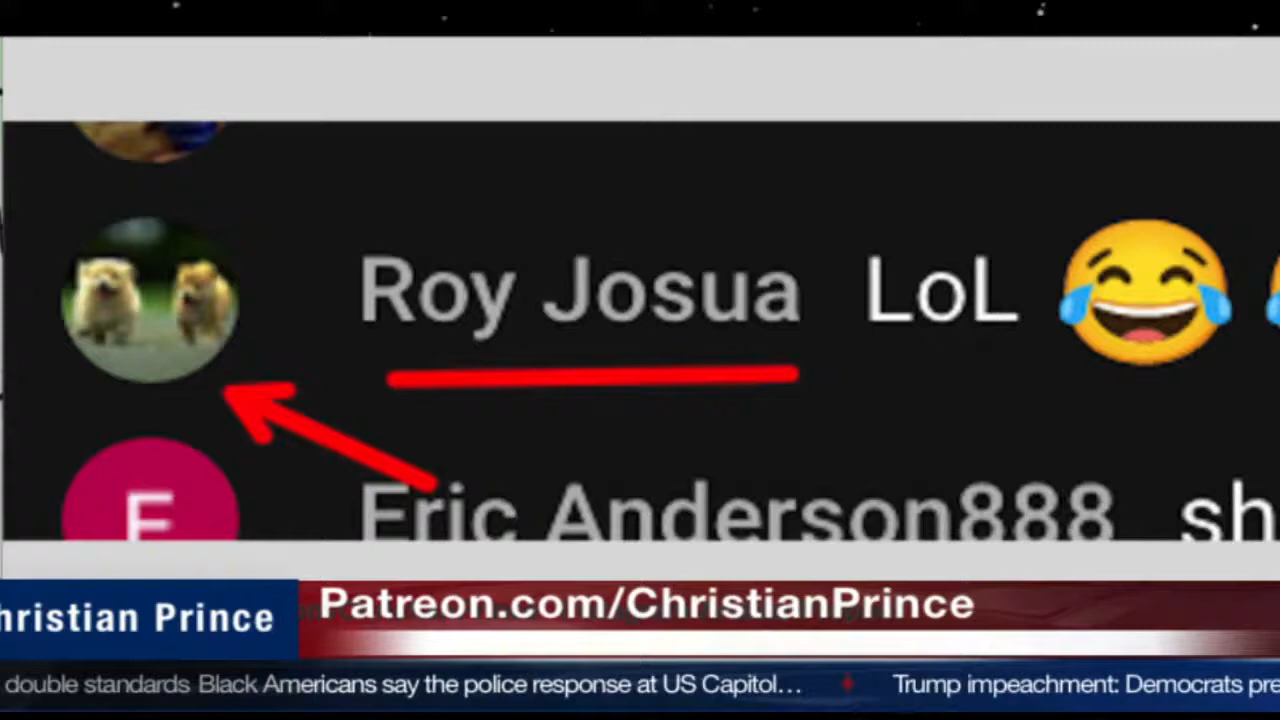 Roy Josua LoL
E
Eric Anderson888 sh
hristian Prince
Patreon.com/ChristianPrince
double standards Black Americans say the police response at US Capitol...
Trump impeachment: Democrats pre